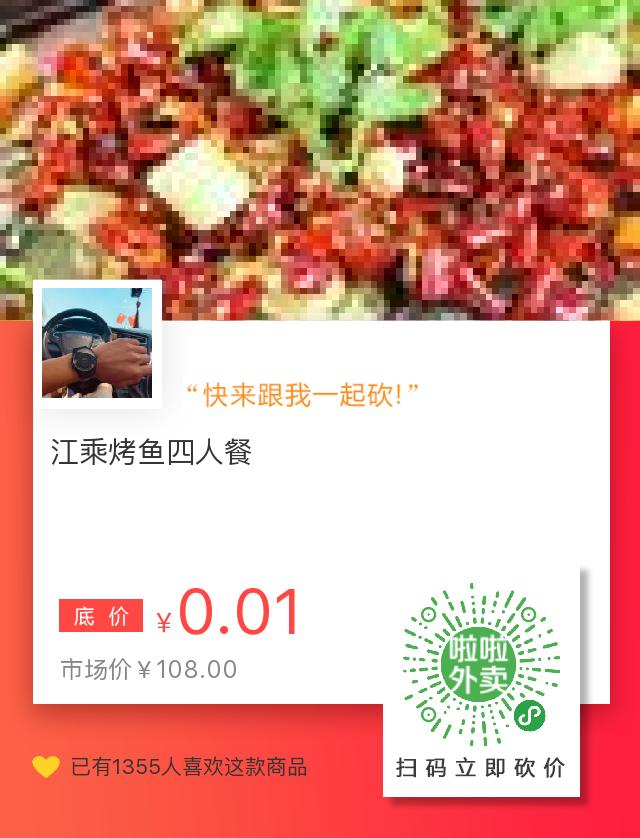 “快来跟我一起砍！”
江乘烤鱼四人餐
底价 ¥0.01
市场价¥108.00
啦啦
外卖
已有1355人喜欢这款商品
扫码立即砍价